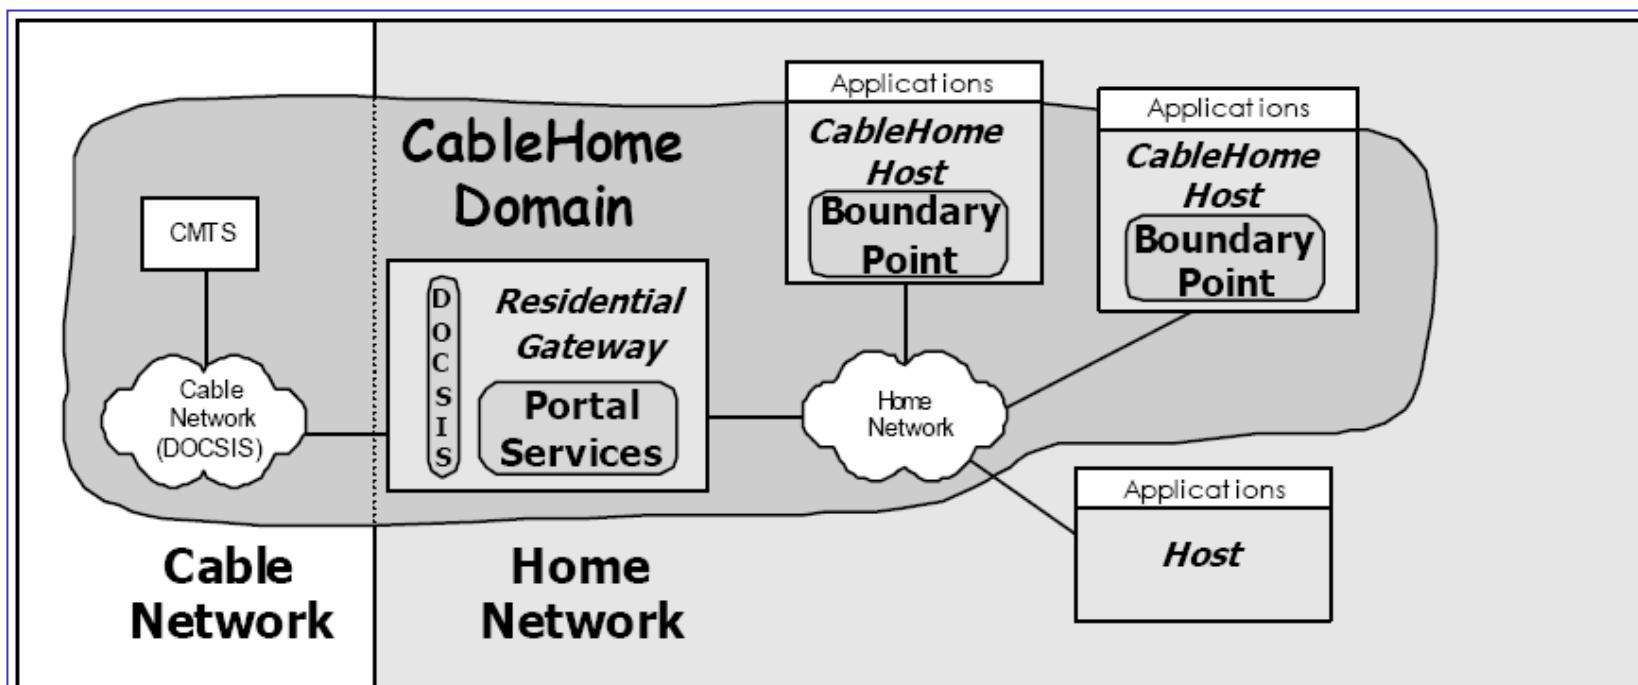 CableHome
Domain
CMTS
Cable
Network
(DOCSIS)
DOCSIS
Residential
Gateway
Portal
Services
Home
Network
Applications
CableHome
Host
Boundary
Point
Applications
CableHome
Host
Boundary
Point
Applications
Host
Cable
Network
Home
Network